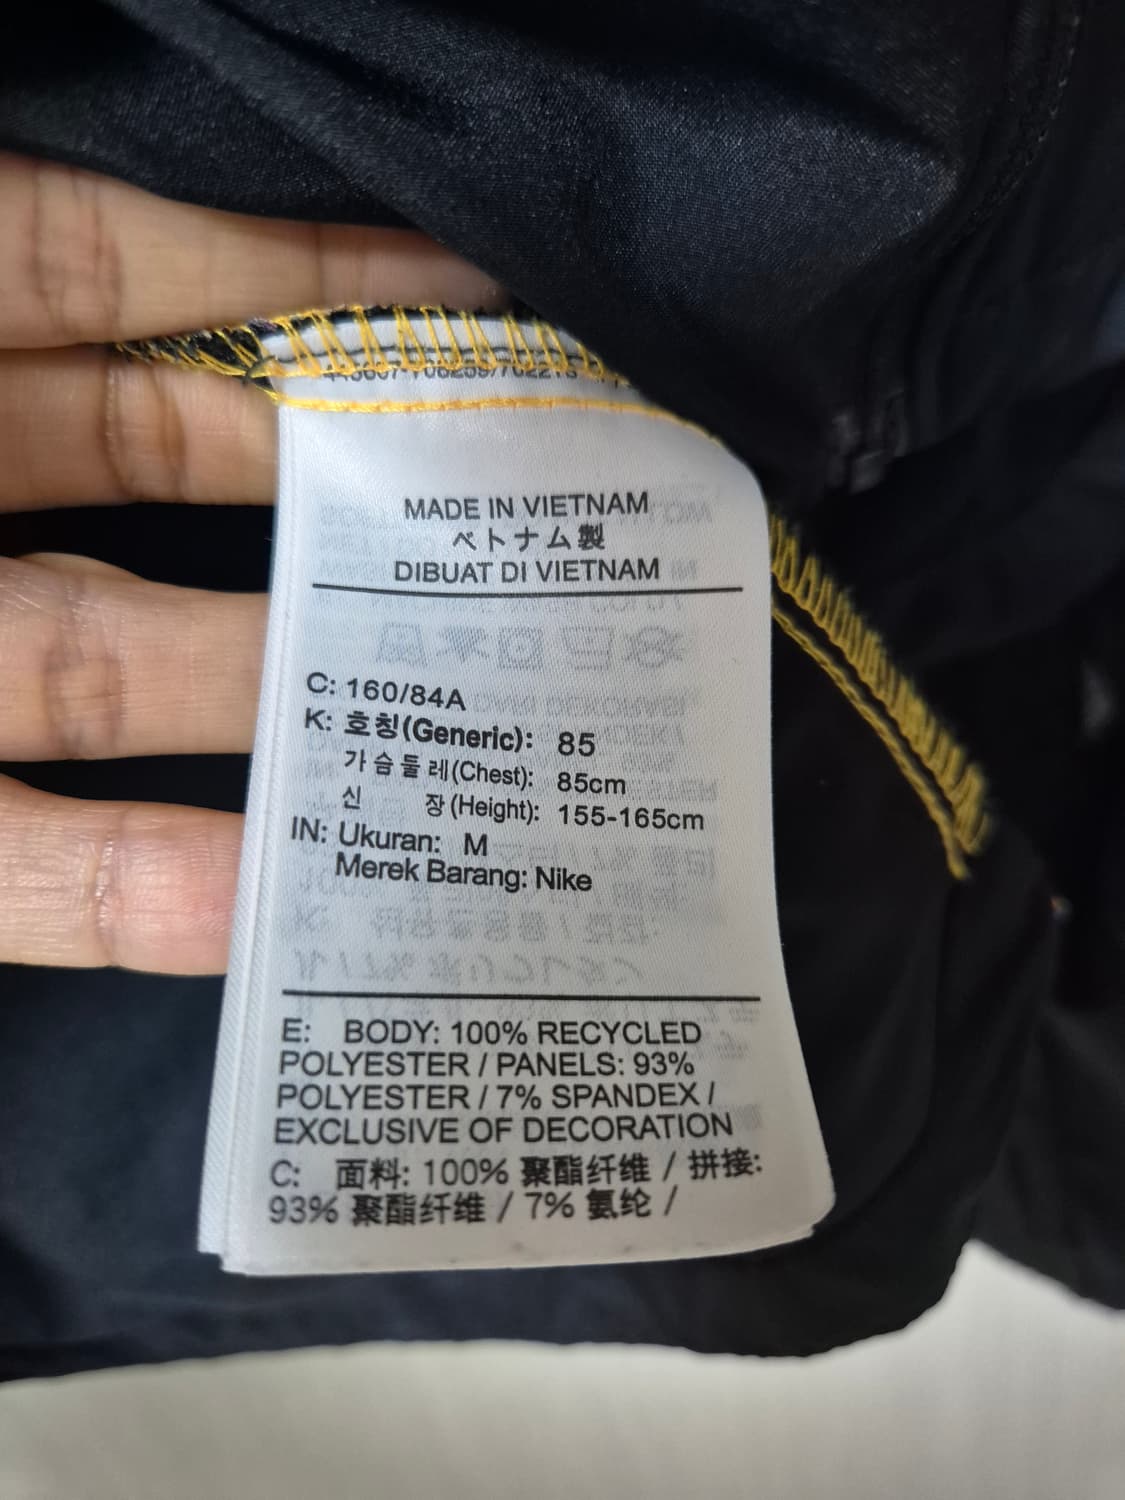 MADE IN VIETNAM
ベトナム製
DIBUAT DI VIETNAM
C: 160/84A
K: 호칭(Generic): 85
가슴둘레(Chest): 85cm
신 장(Height): 155-165cm
IN: Ukuran: M
Merek Barang: Nike
E: BODY: 100% RECYCLED
POLYESTER / PANELS: 93%
POLYESTER / 7% SPANDEX /
EXCLUSIVE OF DECORATION
C: 面料: 100% 聚酯纤维 / 拼接:
93% 聚酯纤维 / 7% 氨纶 /